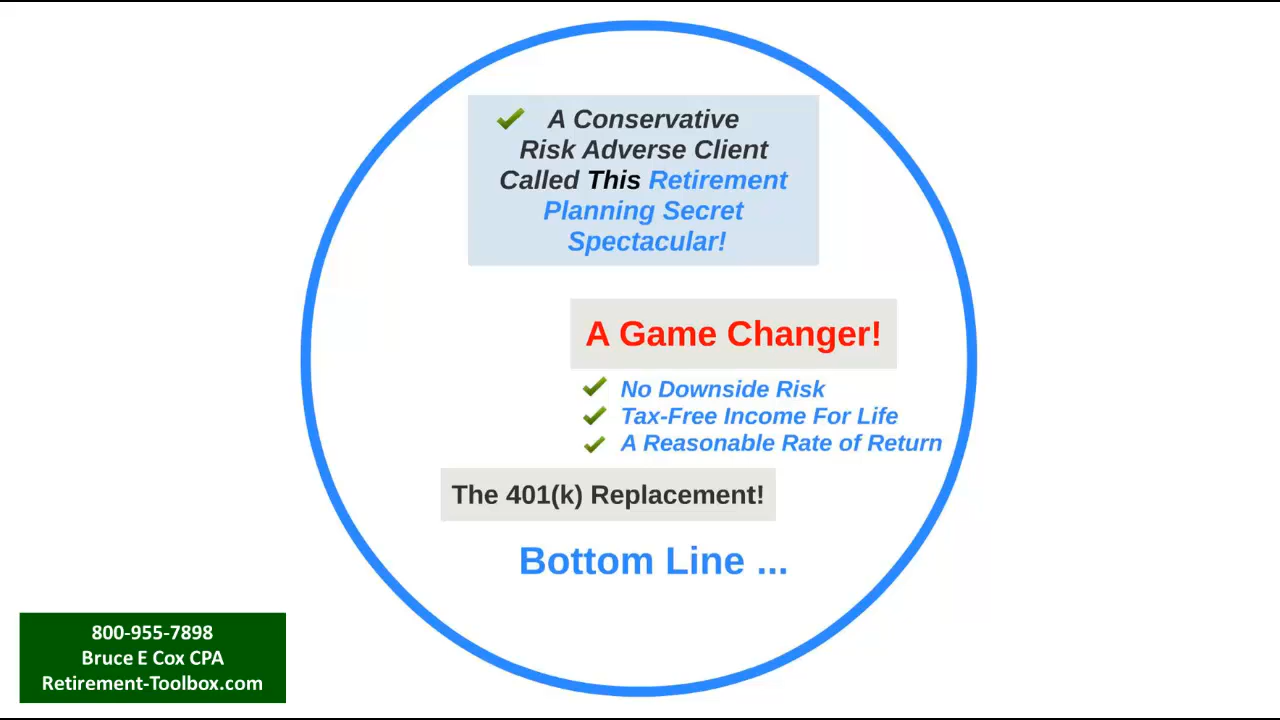 A Conservative
Risk Adverse Client
Called This Retirement
Planning Secret
Spectacular!
A Game Changer!
No Downside Risk
Tax-Free Income For Life
A Reasonable Rate of Return
The 401(k) Replacement!
Bottom Line ...
800-955-7898
Bruce E Cox CPA
Retirement-Toolbox.com